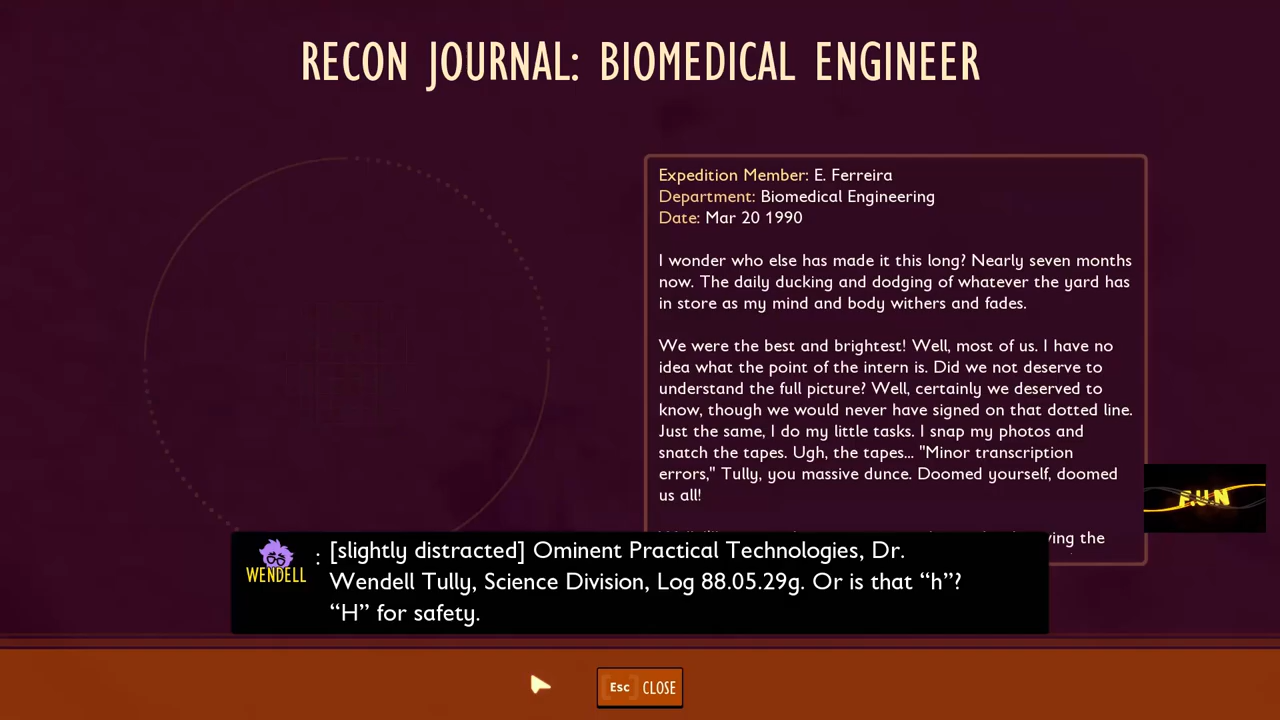 RECON JOURNAL: BIOMEDICAL ENGINEER
Expedition Member: E. Ferreira
Department: Biomedical Engineering
Date: Mar 20 1990
I wonder who else has made it this long? Nearly seven months
now. The daily ducking and dodging of whatever the yard has
in store as my mind and body withers and fades.
We were the best and brightest! Well, most of us. I have no
idea what the point of the intern is. Did we not deserve to
understand the full picture? Well, certainly we deserved to
know, though we would never have signed on that dotted line.
Just the same, I do my little tasks. I snap my photos and
snatch the tapes. Ugh, the tapes... "Minor transcription
errors," Tully, you massive dunce. Doomed yourself, doomed
us all!
ving the
F.U.N
WENDELL
: [slightly distracted] Ominent Practical Technologies, Dr.
Wendell Tully, Science Division, Log 88.05.29g. Or is that “h”?
“H” for safety.
Esc CLOSE